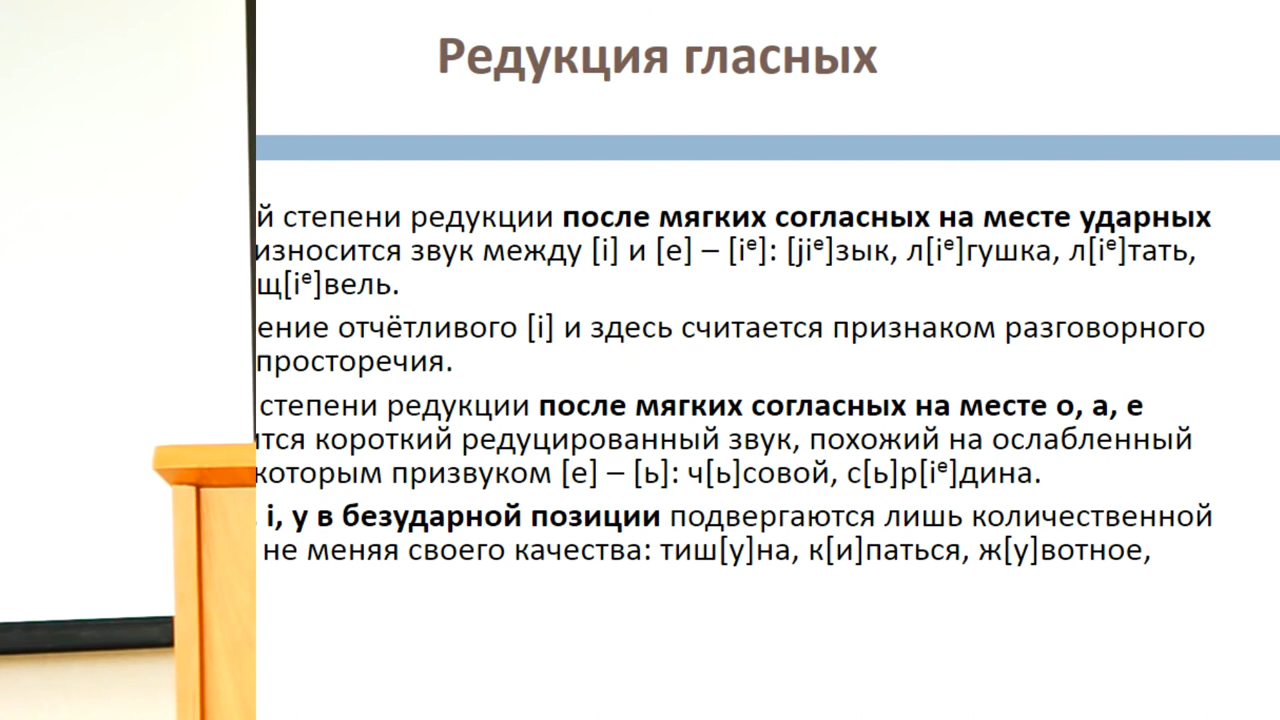 Редукция гласных
й степени редукции после мягких согласных на месте ударных
износится звук между [i] и [e] – [iᵉ]: [jiᵉ]зык, л[iᵉ]гушка, л[iᵉ]тать,
щ[iᵉ]вель.
ение отчётливого [i] и здесь считается признаком разговорного
просторечия.
степени редукции после мягких согласных на месте о, а, е
тся короткий редуцированный звук, похожий на ослабленный
которым призвуком [е] – [ь]: ч[ь]совой, с[ь]р[iᵉ]дина.
i, y в безударной позиции подвергаются лишь количественной
не меняя своего качества: тиш[у]на, к[и]паться, ж[у]вотное,